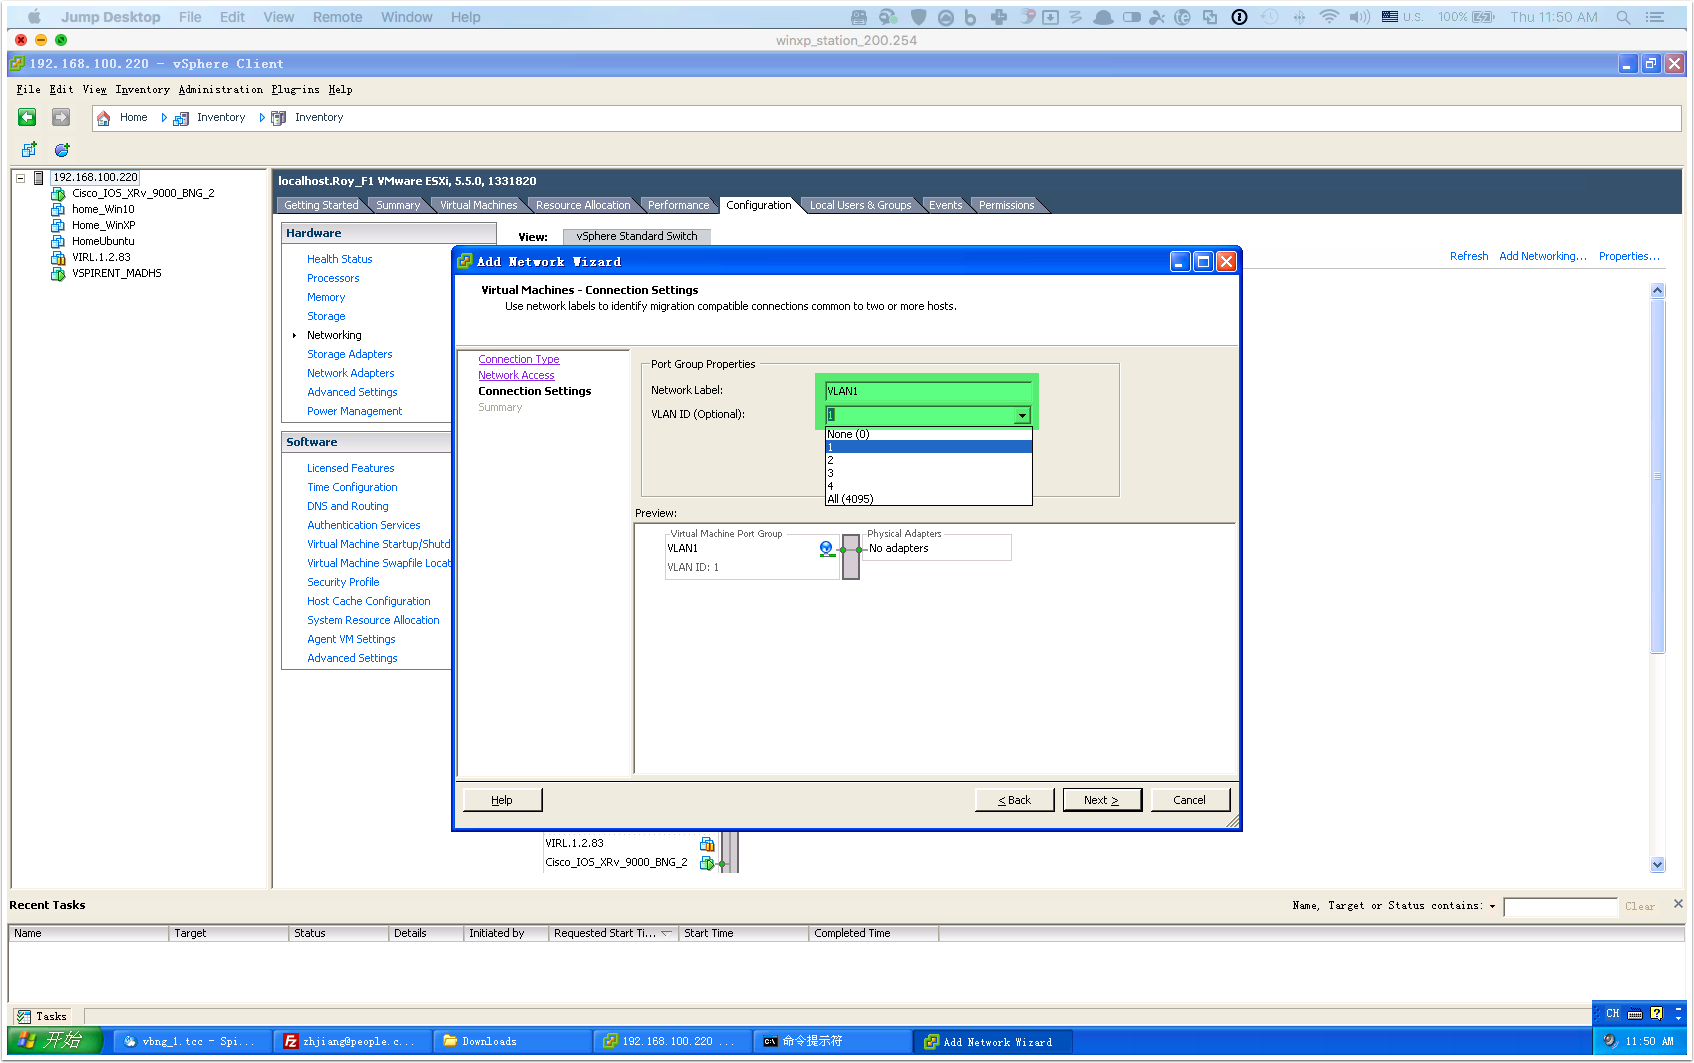 Jump Desktop File Edit View Remote Window Help U.S. 100% Thu 11:50 AM
winxp_station_200.254
192.168.100.220 - vSphere Client
File Edit View Inventory Administration Plug-ins Help
Home Inventory Inventory
192.168.100.220
Cisco_IOS_XRv_9000_BNG_2
home_Win10
Home_WinXP
HomeUbuntu
VIRL.1.2.83
VSPIRENT_MADHS
localhost.Roy_F1 VMware ESXi, 5.5.0, 1331820
Getting Started Summary Virtual Machines Resource Allocation Performance Configuration Local Users & Groups Events Permissions
Hardware
Health Status
Processors
Memory
Storage
Networking
Storage Adapters
Network Adapters
Advanced Settings
Power Management
Software
Licensed Features
Time Configuration
DNS and Routing
Authentication Services
Virtual Machine Startup/Shutd
Virtual Machine Swapfile Locat
Security Profile
Host Cache Configuration
System Resource Allocation
Agent VM Settings
Advanced Settings
View: vSphere Standard Switch
Refresh Add Networking... Properties...
Add Network Wizard
Virtual Machines - Connection Settings
Use network labels to identify migration compatible connections common to two or more hosts.
Connection Type
Network Access
Connection Settings
Summary
Port Group Properties
Network Label: VLAN1
VLAN ID (Optional): 1
None (0)
1
2
3
4
All (4095)
Preview:
Virtual Machine Port Group Physical Adapters
VLAN1 No adapters
VLAN ID: 1
Help < Back Next > Cancel
VIRL.1.2.83
Cisco_IOS_XRv_9000_BNG_2
Recent Tasks Name, Target or Status contains: Clear
Name Target Status Details Initiated by Requested Start Ti... Start Time Completed Time
Tasks
CH
开始 vbng_1.tcc - Spi... zhjiang@people.c... Downloads 192.168.100.220 ... 命令提示符 Add Network Wizard 11:50 AM